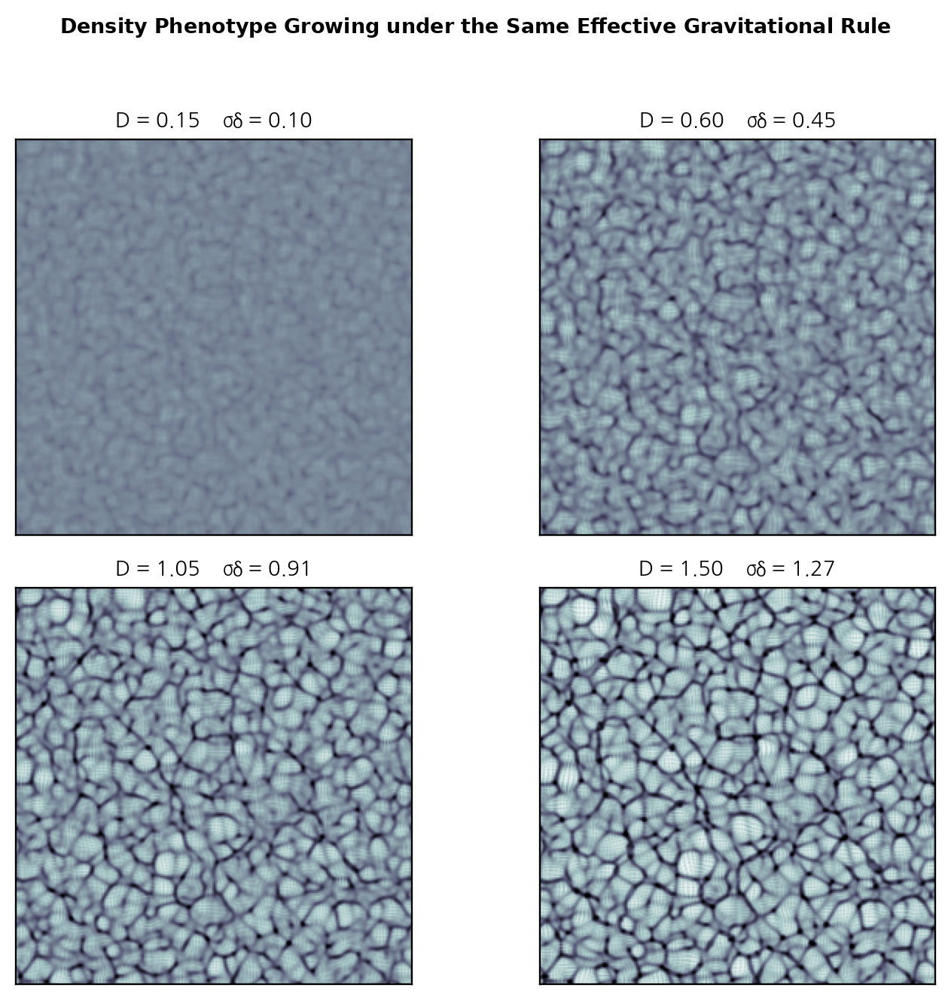 Density Phenotype Growing under the Same Effective Gravitational Rule
D = 0.15 σδ = 0.10
D = 0.60 σδ = 0.45
D = 1.05 σδ = 0.91
D = 1.50 σδ = 1.27